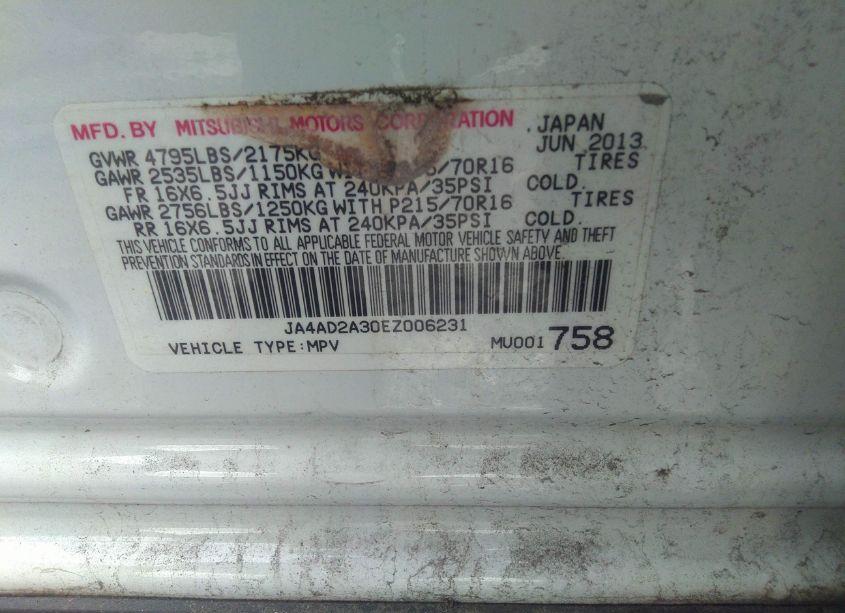 MFD. BY MITSUBISHI MOTORS CORPORATION , JAPAN
GVWR 4795LBS/2175KG JUN 2013
GAWR 2535LBS/1150KG WITH P215/70R16 TIRES
FR 16X6.5JJ RIMS AT 240KPA/35PSI COLD.
GAWR 2756LBS/1250KG WITH P215/70R16 TIRES
RR 16X6.5JJ RIMS AT 240KPA/35PSI COLD.
THIS VEHICLE CONFORMS TO ALL APPLICABLE FEDERAL MOTOR VEHICLE SAFETY AND THEFT
PREVENTION STANDARDS IN EFFECT ON THE DATE OF MANUFACTURE SHOWN ABOVE.
JA4AD2A30EZ006231
VEHICLE TYPE:MPV MU001 758